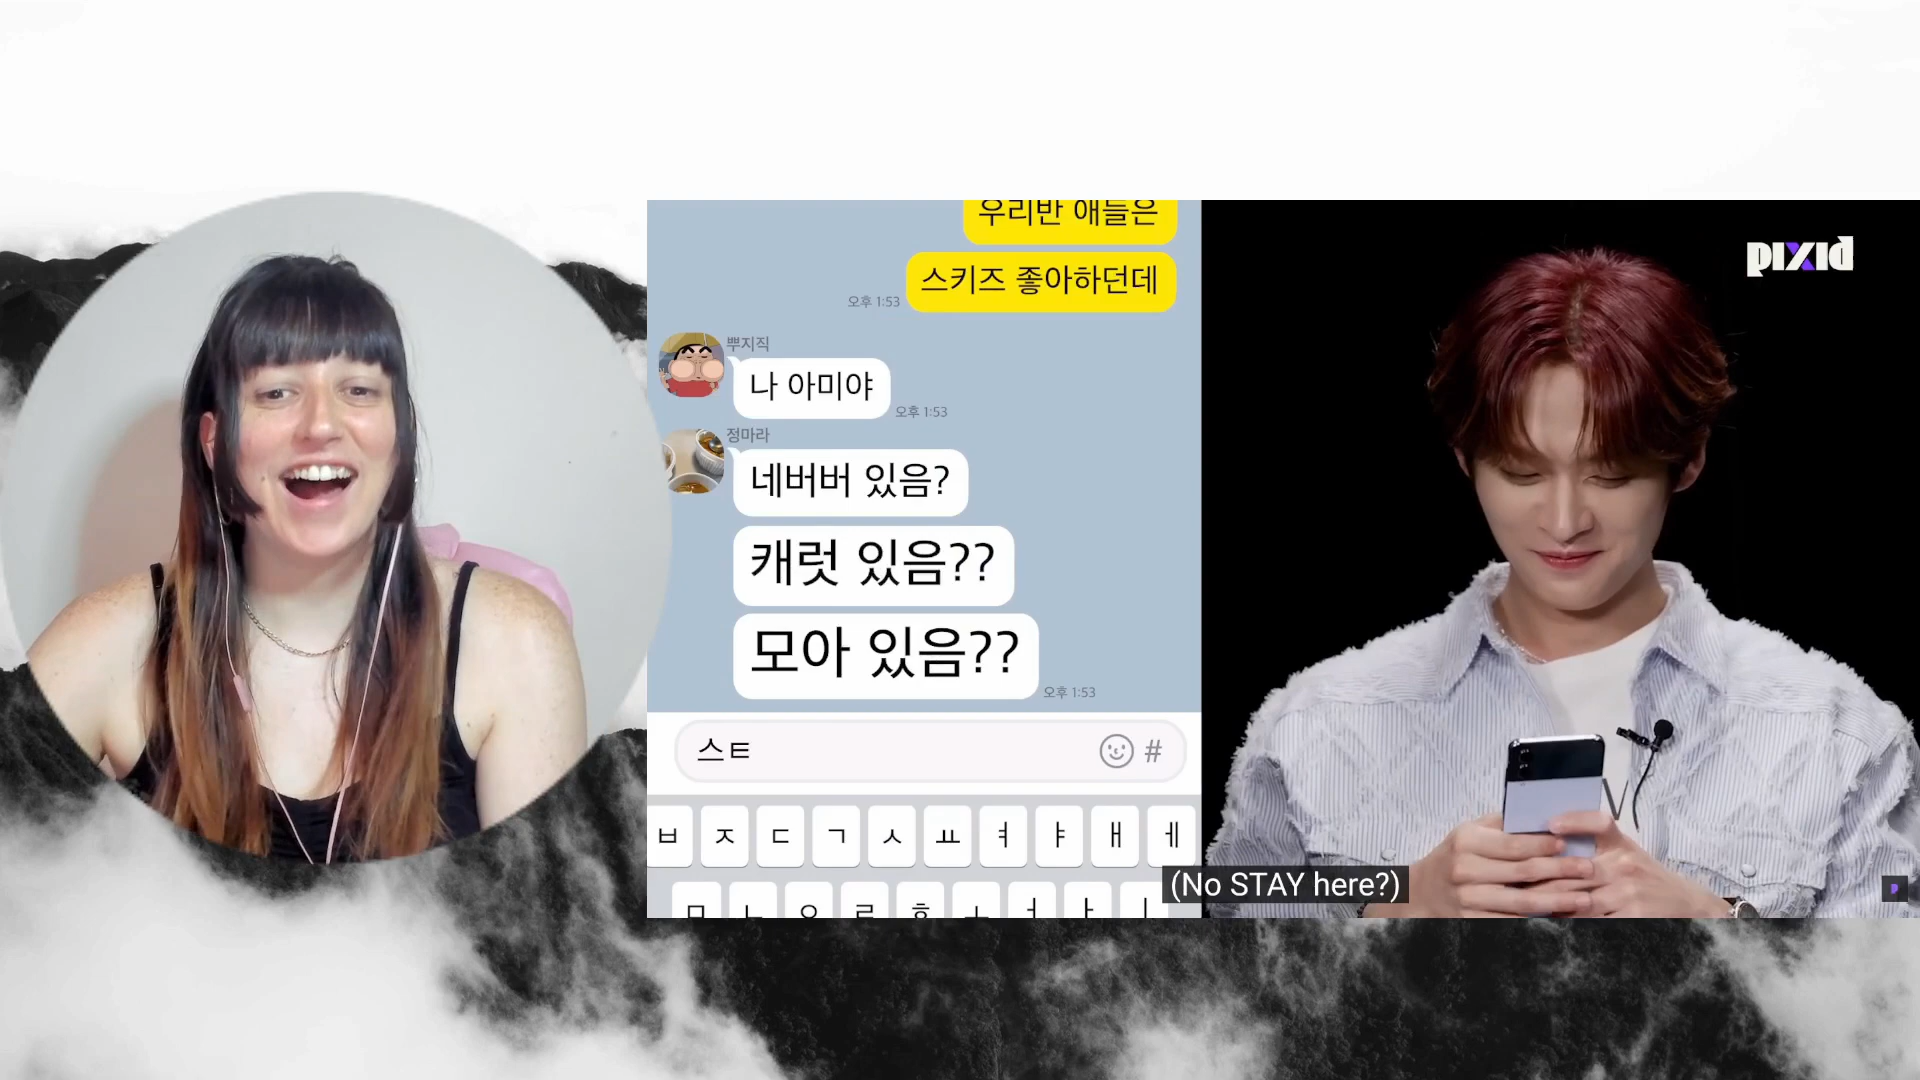 우리반 애들은
스키즈 좋아하던데
오후 1:53
뿌지직
나 아미야
오후 1:53
정마라
네버버 있음?
캐럿 있음??
모아 있음??
오후 1:53
스ㅌ
#
ㅂ ㅈ ㄷ ㄱ ㅅ ㅛ ㅕ ㅑ ㅐ ㅔ
ㅁ ㄴ ㅇ ㄹ ㅎ ㅗ ㅓ ㅏ ㅣ
pixid
(No STAY here?)